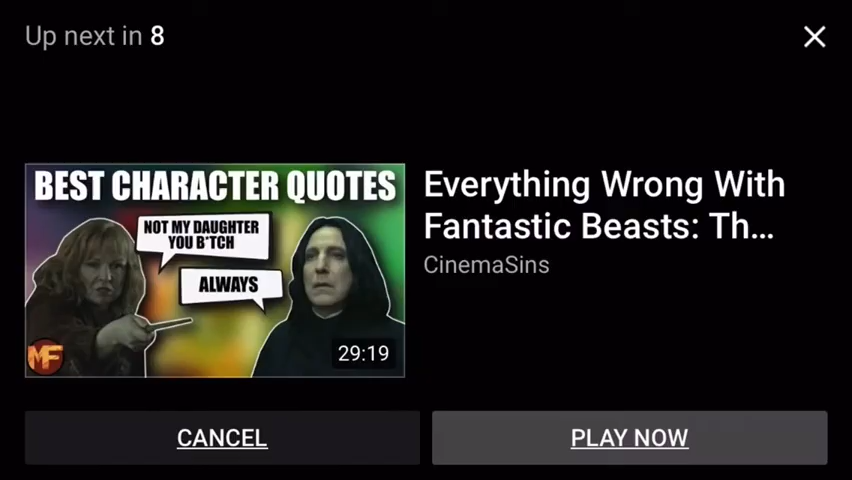 Up next in 8
BEST CHARACTER QUOTES
NOT MY DAUGHTER
YOU B*TCH
ALWAYS
MF
29:19
Everything Wrong With
Fantastic Beasts: Th...
CinemaSins
CANCEL
PLAY NOW